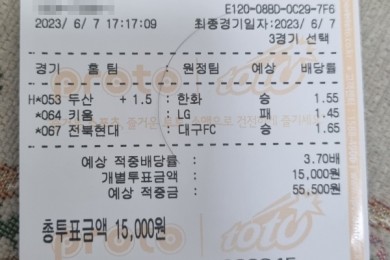 E120-08BD-0C29-7F6
2023/ 6/ 7 17:17:09 최종경기일자:2023/ 6/ 7
3경기 선택
경기 홈 팀 : 원정팀 예상 배당률
H*053 두산 + 1.5 : 한화 승 1.55
*064 키움 : LG 패 1.45
*067 전북현대 : 대구FC 승 1.65
예상 적중배당률 : 3.70배
개별투표금액 : 15,000원
예상 적중금 : 55,500원
총투표금액 15,000원